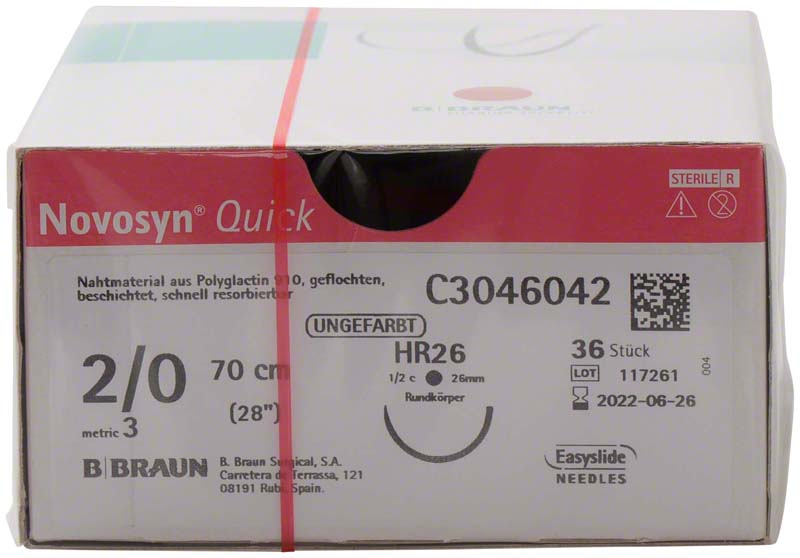 B|BRAUN
STERILE R
Novosyn® Quick
Nahtmaterial aus Polyglactin 910, geflochten,
beschichtet, schnell resorbierbar
C3046042
UNGEFARBT
2/0 70 cm
(28")
metric 3
HR26
1/2 c 26mm
Rundkörper
36 Stück
LOT 117261
2022-06-26
004
B|BRAUN
B. Braun Surgical, S.A.
Carretera de Terrassa, 121
08191 Rubí. Spain.
Easyslide
NEEDLES